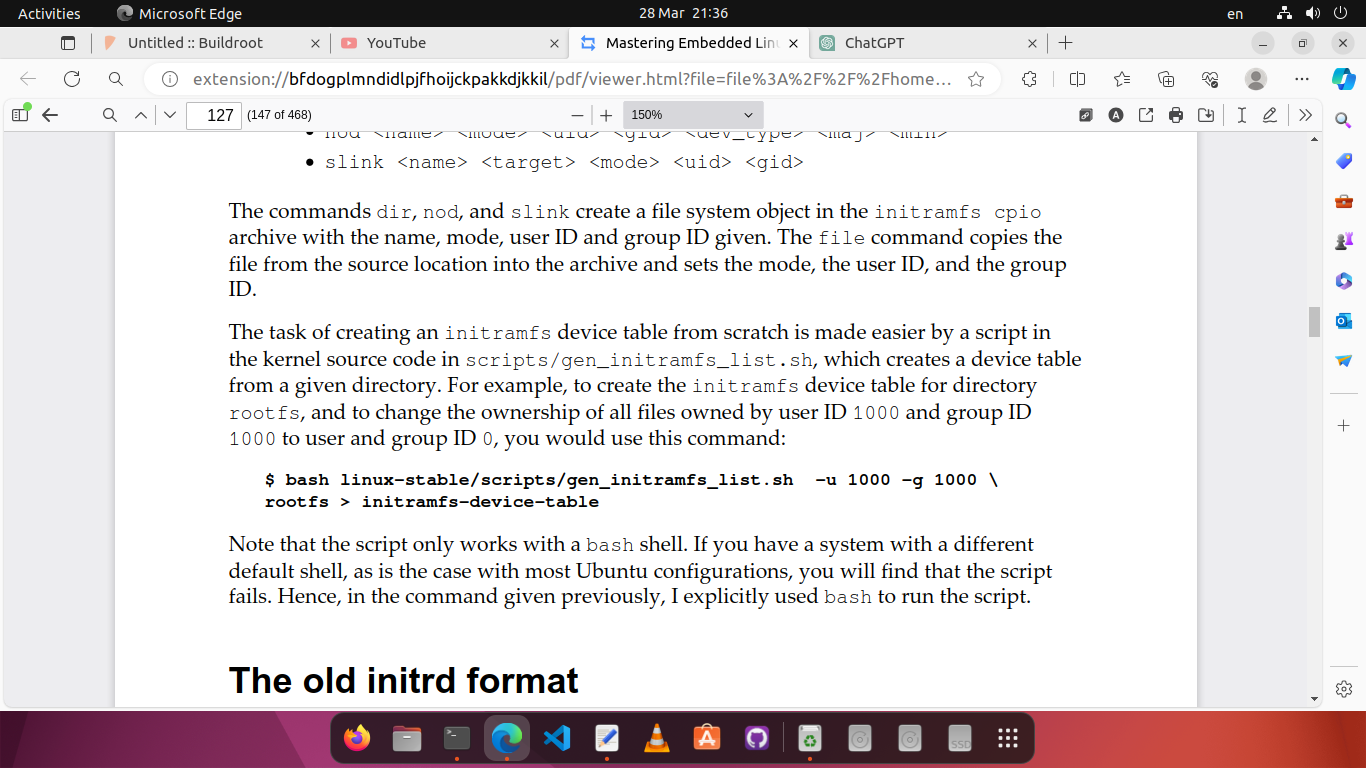 Activities Microsoft Edge 28 Mar 21:36 en
Untitled :: Buildroot YouTube Mastering Embedded Lin ChatGPT
extension://bfdogplmndidlpjfhoijckpakkdjkkil/pdf/viewer.html?file=file%3A%2F%2F%2Fhome...
127 (147 of 468) 150%
• nod <name> <mode> <uid> <gid> <dev_type> <maj> <min>
• slink <name> <target> <mode> <uid> <gid>
The commands dir, nod, and slink create a file system object in the initramfs cpio
archive with the name, mode, user ID and group ID given. The file command copies the
file from the source location into the archive and sets the mode, the user ID, and the group
ID.
The task of creating an initramfs device table from scratch is made easier by a script in
the kernel source code in scripts/gen_initramfs_list.sh, which creates a device table
from a given directory. For example, to create the initramfs device table for directory
rootfs, and to change the ownership of all files owned by user ID 1000 and group ID
1000 to user and group ID 0, you would use this command:
$ bash linux-stable/scripts/gen_initramfs_list.sh -u 1000 -g 1000 \
rootfs > initramfs-device-table
Note that the script only works with a bash shell. If you have a system with a different
default shell, as is the case with most Ubuntu configurations, you will find that the script
fails. Hence, in the command given previously, I explicitly used bash to run the script.
The old initrd format
SSD